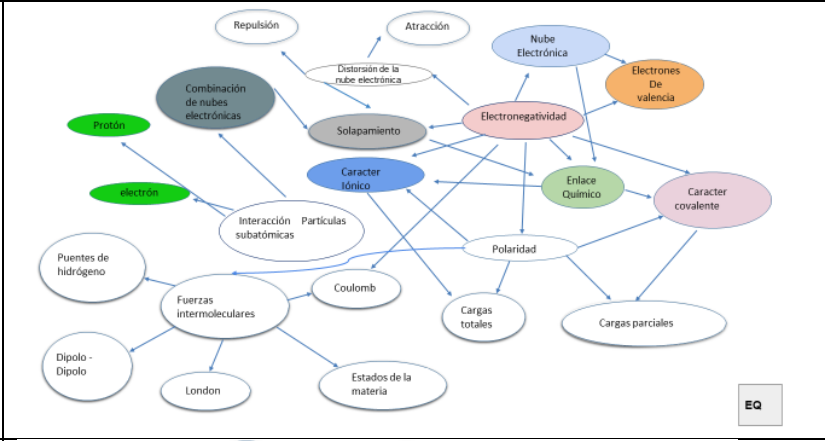 Repulsión
Atracción
Nube
Electrónica
Distorsión de la
nube electrónica
Electrones
De
valencia
Combinación
de nubes
electrónicas
Electronegatividad
Protón
Solapamiento
Caracter
Iónico
Enlace
Químico
Caracter
covalente
electrón
Interacción Partículas
subatómicas
Polaridad
Puentes de
hidrógeno
Coulomb
Fuerzas
intermoleculares
Cargas
totales
Cargas parciales
Dipolo -
Dipolo
London
Estados de la
materia
EQ